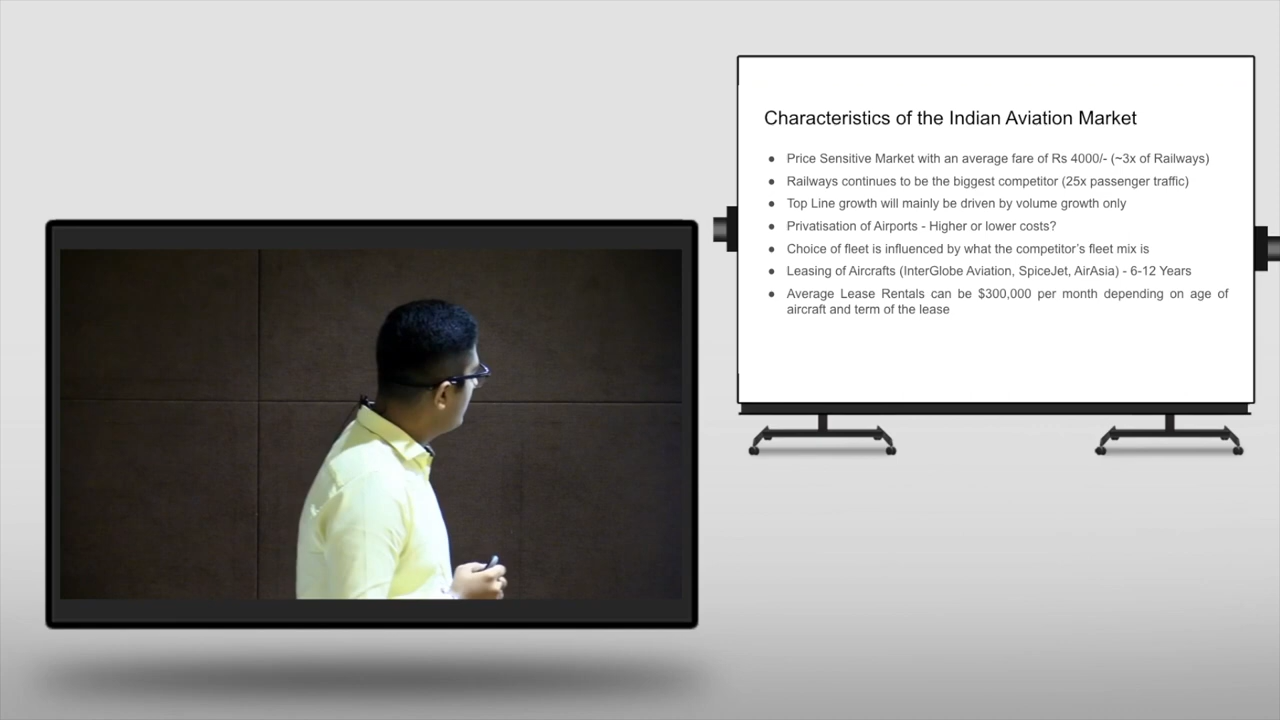 Characteristics of the Indian Aviation Market
● Price Sensitive Market with an average fare of Rs 4000/- (~3x of Railways)
● Railways continues to be the biggest competitor (25x passenger traffic)
● Top Line growth will mainly be driven by volume growth only
● Privatisation of Airports - Higher or lower costs?
● Choice of fleet is influenced by what the competitor’s fleet mix is
● Leasing of Aircrafts (InterGlobe Aviation, SpiceJet, AirAsia) - 6-12 Years
● Average Lease Rentals can be $300,000 per month depending on age of
aircraft and term of the lease